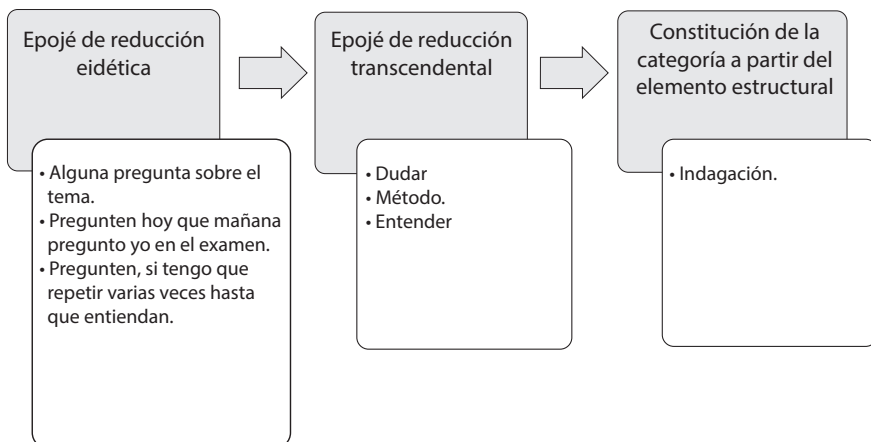 Epojé de reducción
eidética
• Alguna pregunta sobre el
tema.
• Pregunten hoy que mañana
pregunto yo en el examen.
• Pregunten, si tengo que
repetir varias veces hasta
que entiendan.
Epojé de reducción
transcendental
• Dudar
• Método.
• Entender
Constitución de la
categoría a partir del
elemento estructural
• Indagación.